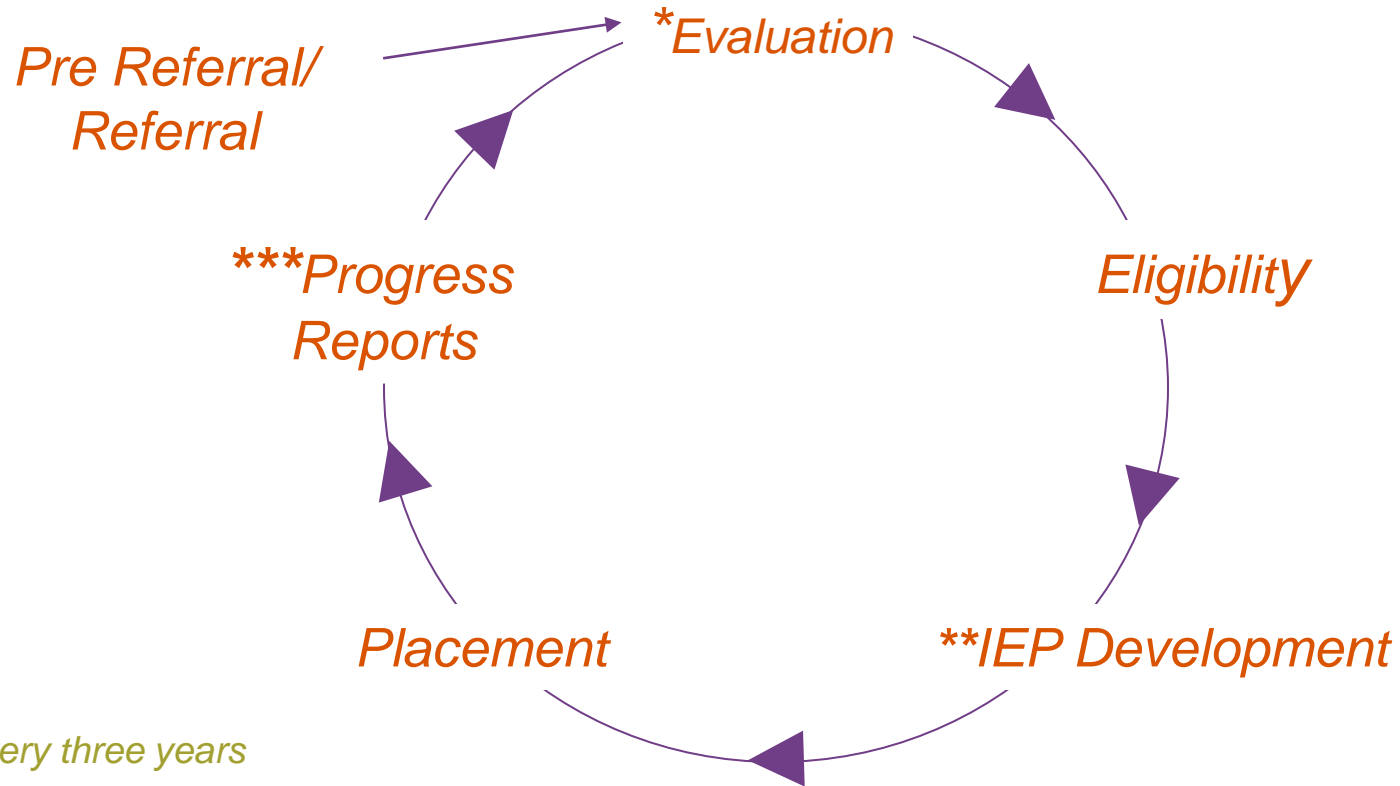 *Evaluation
Pre Referral/
Referral
***Progress
Reports
Eligibility
Placement
**IEP Development
ery three years